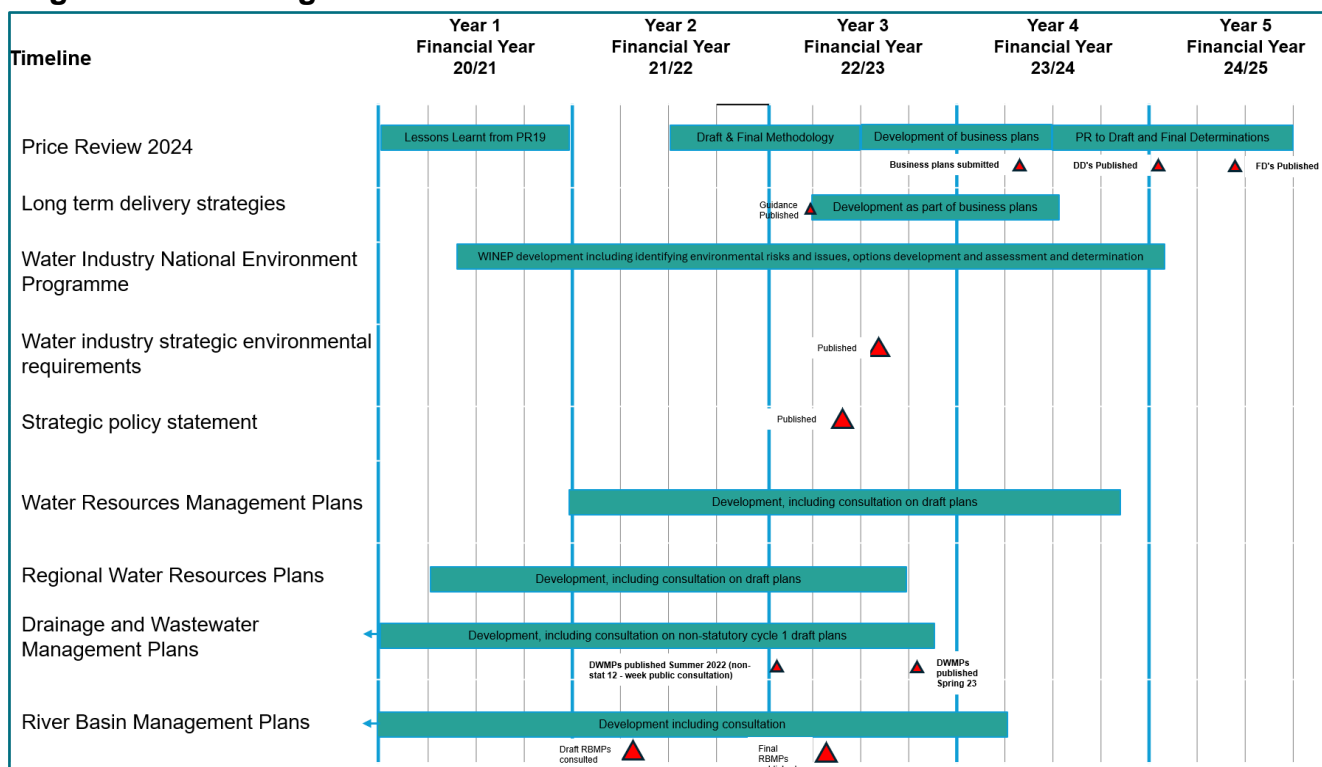 Timeline
Year 1
Financial Year
20/21
Year 2
Financial Year
21/22
Year 3
Financial Year
22/23
Year 4
Financial Year
23/24
Year 5
Financial Year
24/25
Price Review 2024
Lessons Learnt from PR19
Draft & Final Methodology
Development of business plans
PR to Draft and Final Determinations
Business plans submitted
DD's Published
FD's Published
Long term delivery strategies
Guidance
Published
Development as part of business plans
Water Industry National Environment
Programme
WINEP development including identifying environmental risks and issues, options development and assessment and determination
Water industry strategic environmental
requirements
Published
Strategic policy statement
Published
Water Resources Management Plans
Development, including consultation on draft plans
Regional Water Resources Plans
Development, including consultation on draft plans
Drainage and Wastewater
Management Plans
Development, including consultation on non-statutory cycle 1 draft plans
DWMPs published Summer 2022 (non-
stat 12 - week public consultation)
DWMPs
published
Spring 23
River Basin Management Plans
Development including consultation
Draft RBMPs
consulted
Final
RBMPs